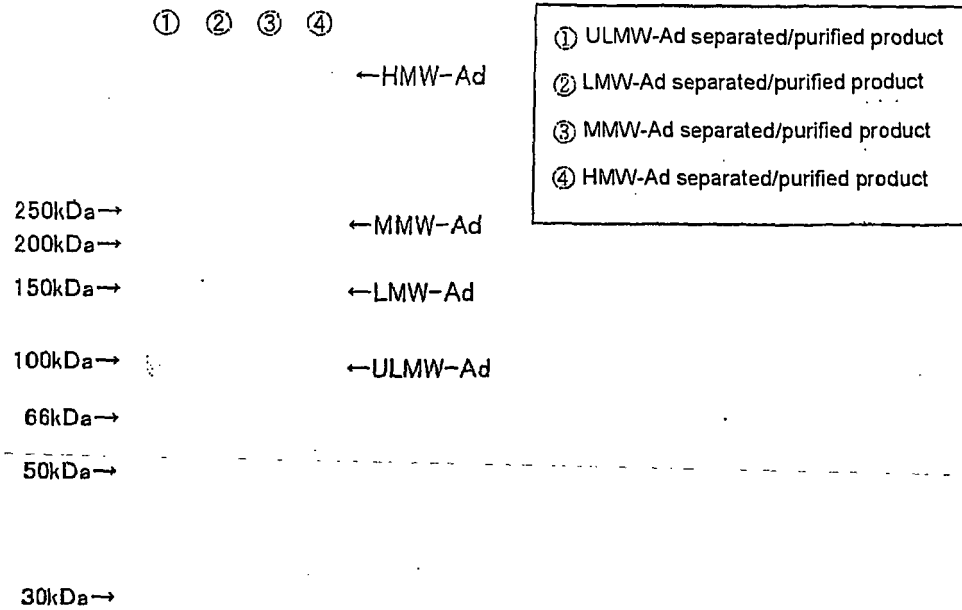 ① ② ③ ④
←HMW-Ad
250kDa→
←MMW-Ad
200kDa→
150kDa→
←LMW-Ad
100kDa→
←ULMW-Ad
66kDa→
50kDa→
30kDa→
① ULMW-Ad separated/purified product
② LMW-Ad separated/purified product
③ MMW-Ad separated/purified product
④ HMW-Ad separated/purified product